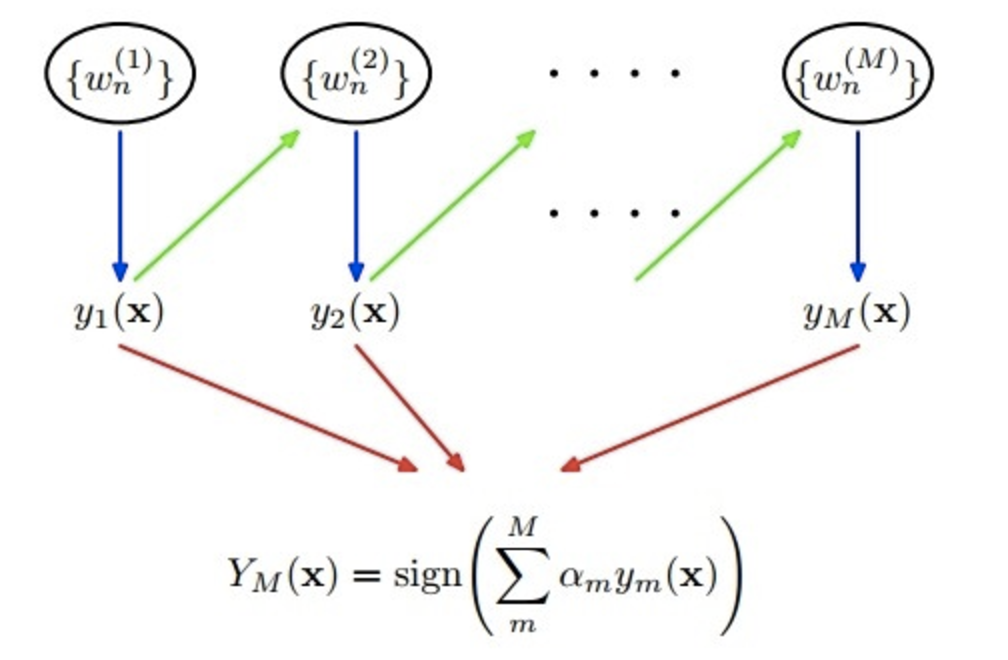 {w_n^{(1)}} {w_n^{(2)}} . . . . {w_n^{(M)}}
. . . .
y_1(𝐱) y_2(𝐱) y_M(𝐱)
Y_M(𝐱) = sign(∑_m^M α_m y_m(𝐱))